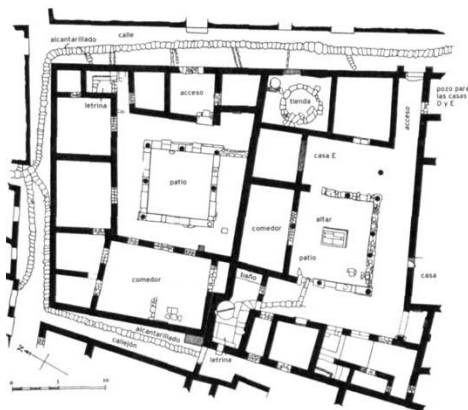 alcantarillado
calle
letrina
acceso
tienda
acceso
pozo para
las casas
D y E
casa E
patio
comedor
altar
patio
casa
comedor
baño
alcantarillado
callejón
letrina
N
0 5 10